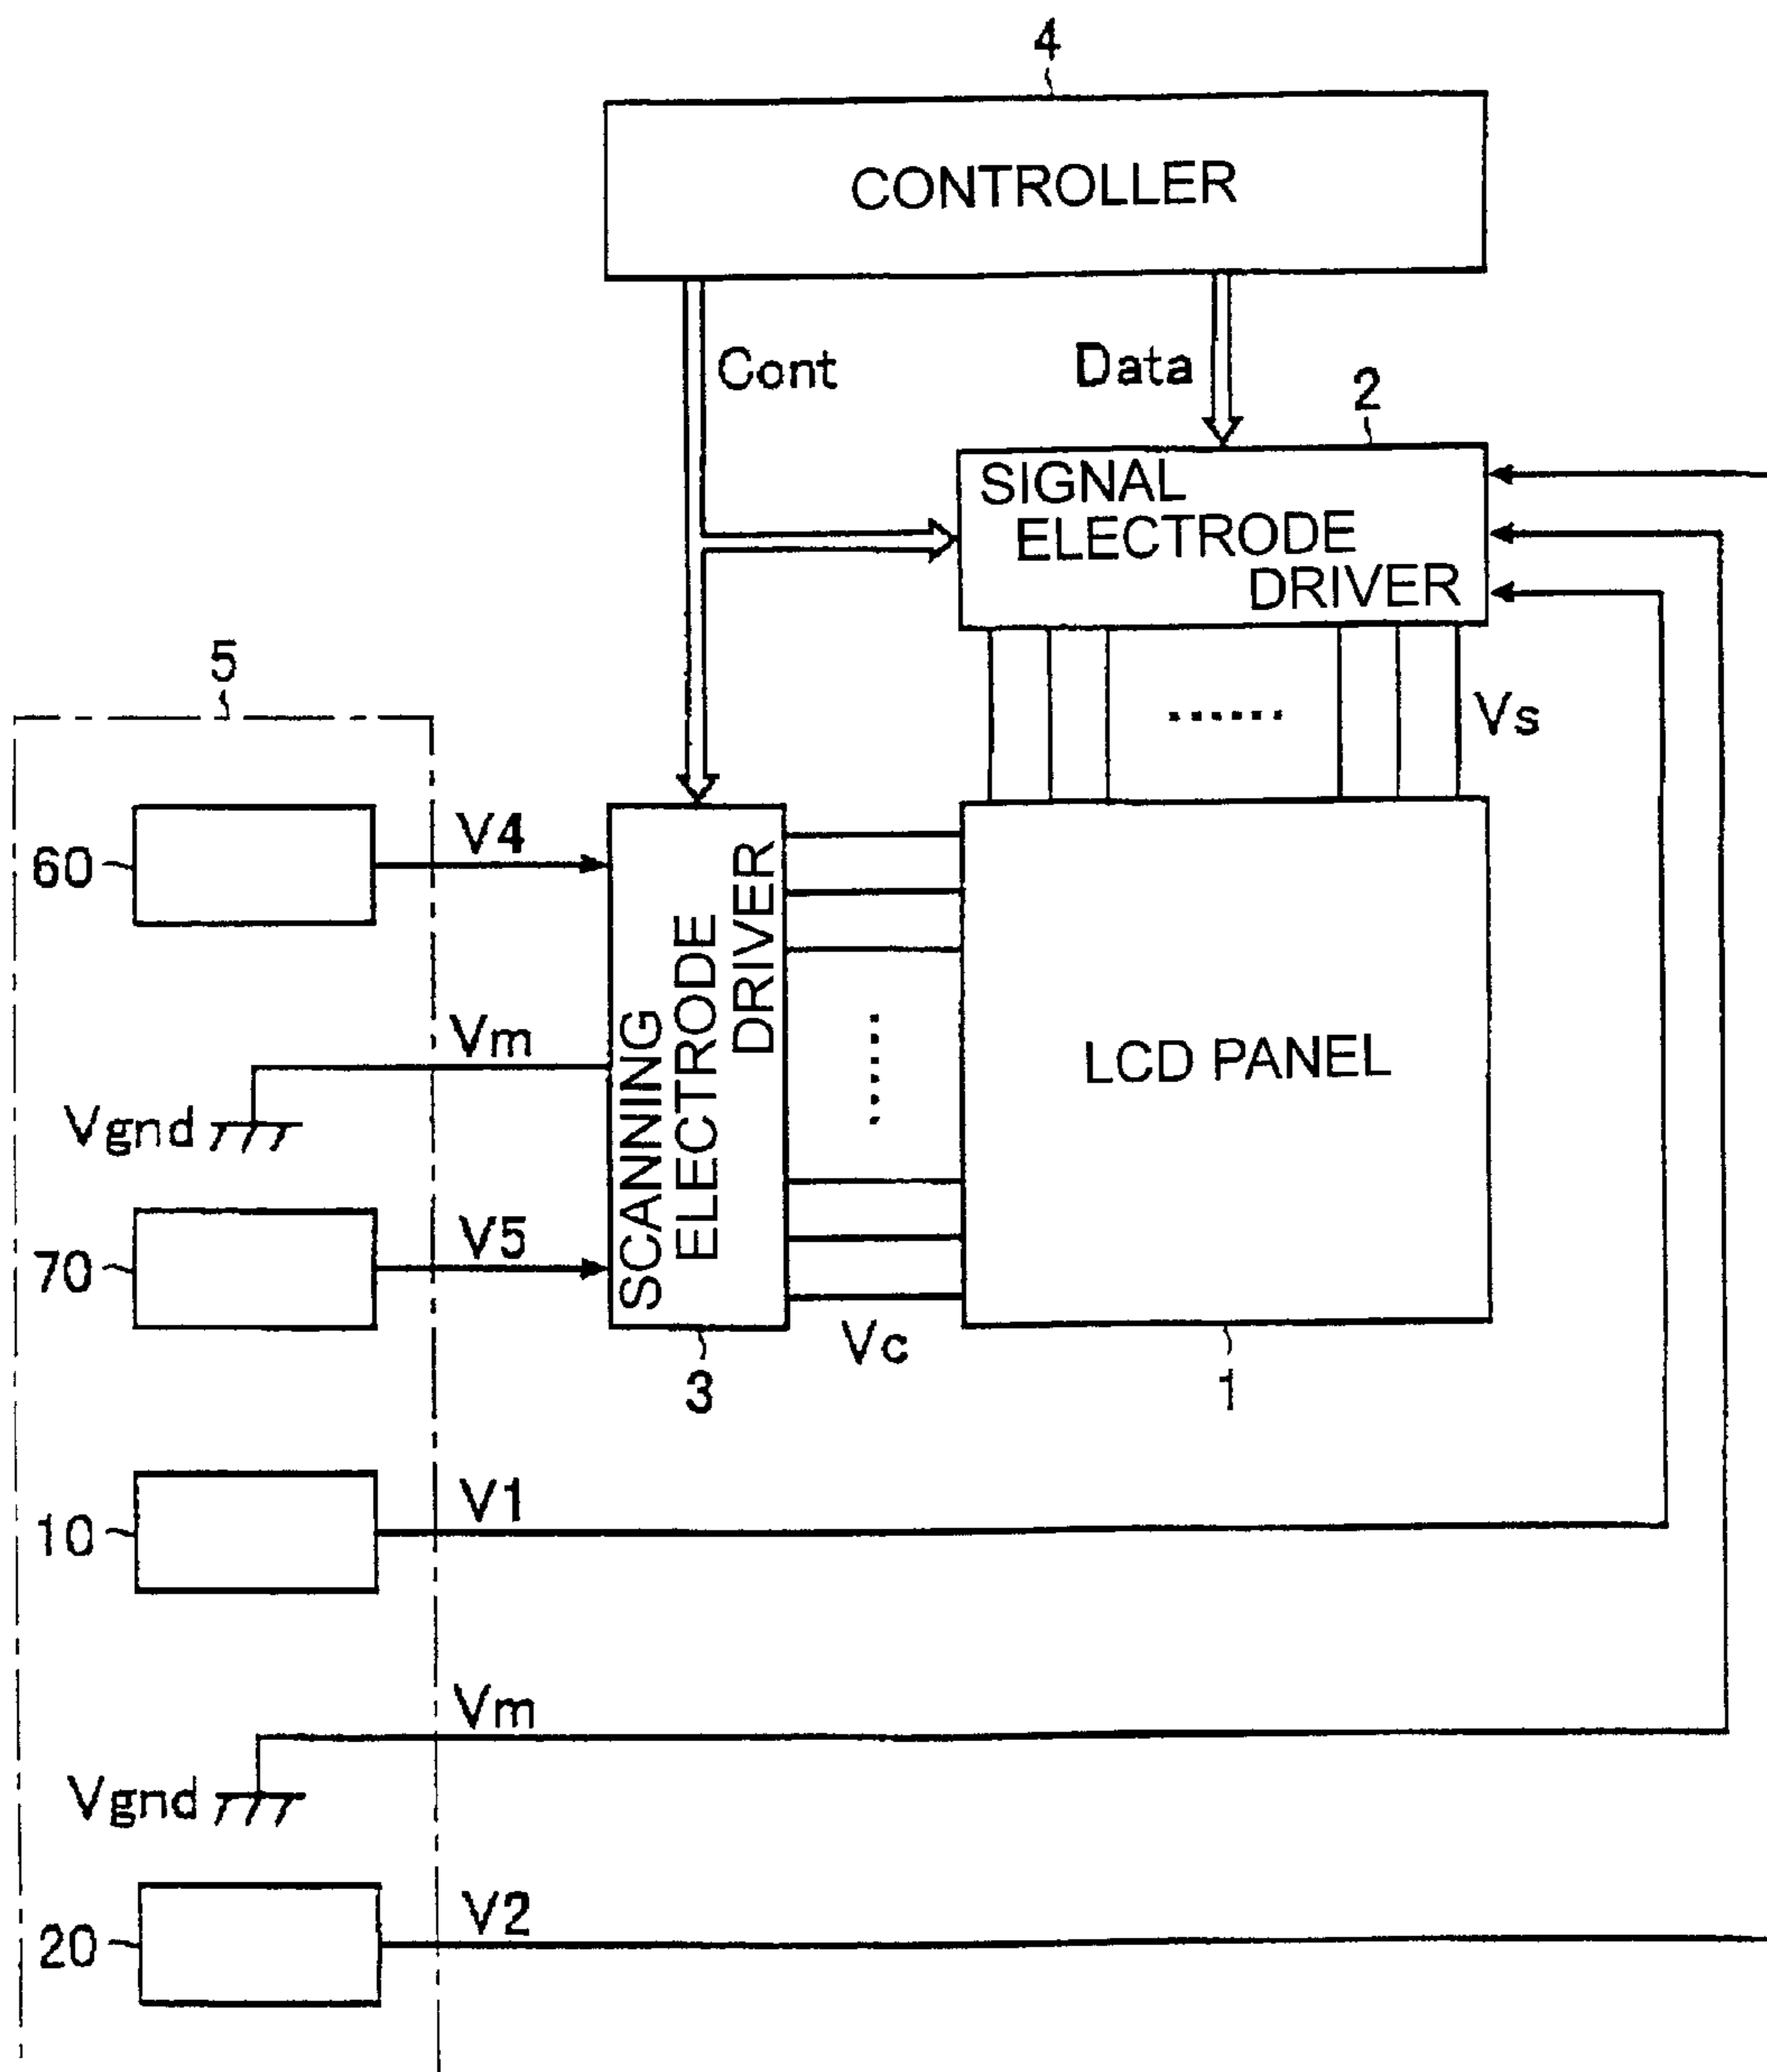 4
CONTROLLER
Cont
Data
2
SIGNAL
ELECTRODE
DRIVER
5
Vs
60
V4
SCANNING
ELECTRODE
DRIVER
Vm
LCD PANEL
Vgnd
70
V5
Vc
3
1
10
V1
Vm
Vgnd
20
V2